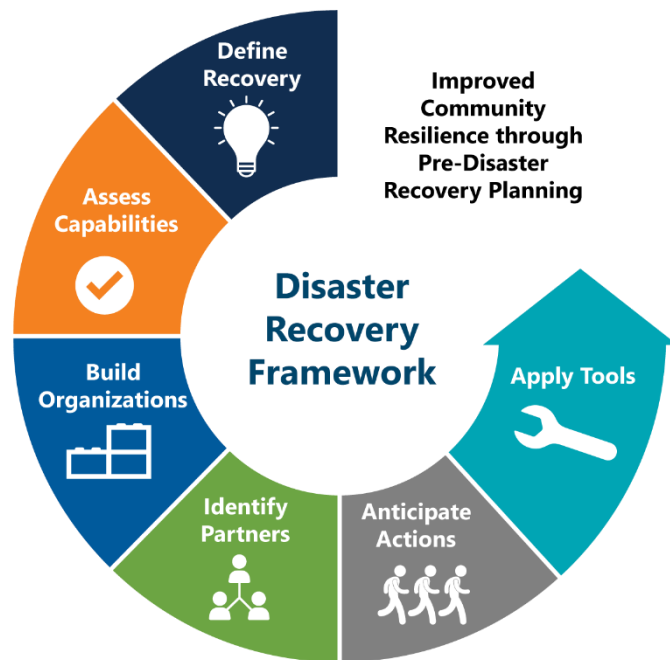 Define
Recovery
Improved
Community
Resilience through
Pre-Disaster
Recovery Planning
Assess
Capabilities
Disaster
Recovery
Framework
Build
Organizations
Apply Tools
Identify
Partners
Anticipate
Actions